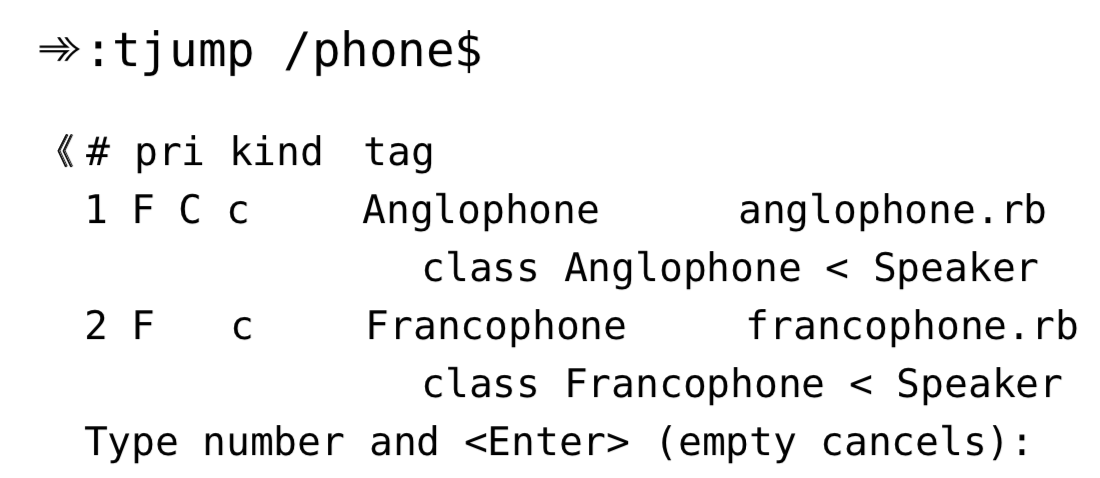 ➾:tjump /phone$
《 # pri kind  tag
1 F C c     Anglophone      anglophone.rb
class Anglophone < Speaker
2 F   c     Francophone     francophone.rb
class Francophone < Speaker
Type number and <Enter> (empty cancels):